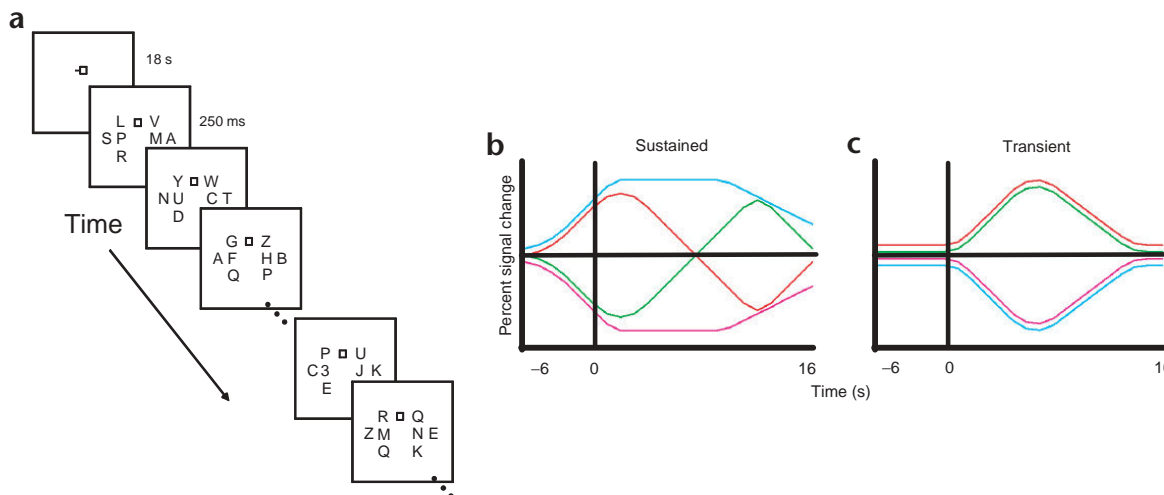 a
18 s
L V
S P M A
R
250 ms
Y W
N U C T
D
G Z
A F H B
Q P
Time
P U
C 3 J K
E
R Q
Z M N E
Q K
b
Sustained
Percent signal change
–6 0 16
c
Transient
–6 0
Time (s)